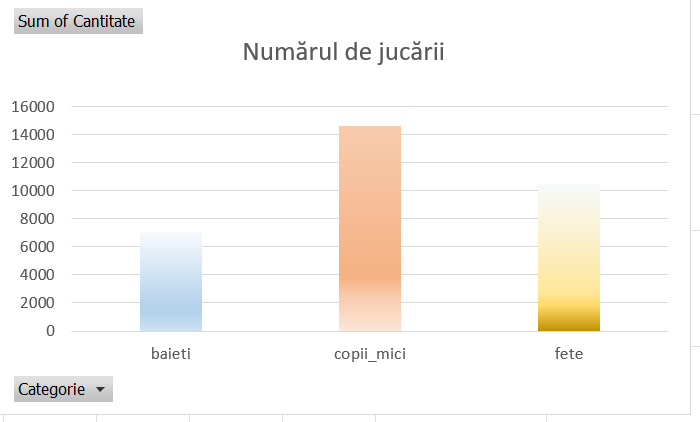 Sum of Cantitate
Numărul de jucării
16000
14000
12000
10000
8000
6000
4000
2000
0
baieti copii_mici fete
Categorie